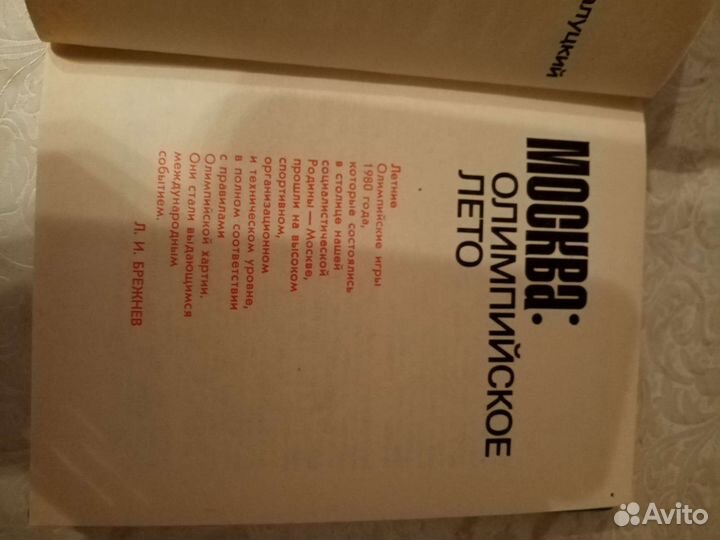 МОСКВА:
ОЛИМПИЙСКОЕ
ЛЕТО
Летние
Олимпийские игры
1980 года,
которые состоялись
в столице нашей
социалистической
Родины — Москве,
прошли на высоком
спортивном,
организационном
и техническом уровне,
в полном соответствии
с правилами
Олимпийской хартии.
Они стали выдающимся
международным
событием.
Л. И. БРЕЖНЕВ
Avito